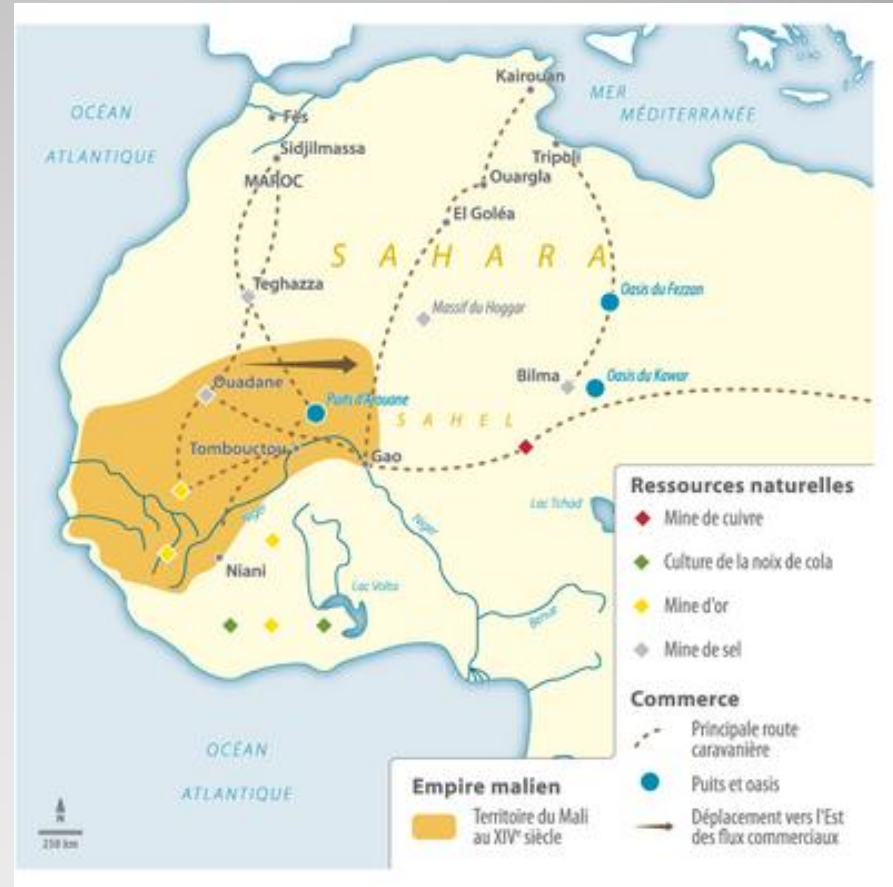 Kairouan
MER
MÉDITERRANÉE
OCÉAN
ATLANTIQUE
Fès
Sidjilmassa
MAROC
Tripoli
Ouargla
El Goléa
SAHARA
Teghazza
Massif du Hoggar
Oasis du Fezzan
Ouadane
Puits d'Arouane
Bilma
Oasis du Kawar
SAHEL
Tombouctou
Gao
Niger
Niger
Lac Tchad
Niani
Lac Volta
Bénué
OCÉAN
ATLANTIQUE
N
250 km
Ressources naturelles
Mine de cuivre
Culture de la noix de cola
Mine d'or
Mine de sel
Commerce
Principale route
caravanière
Puits et oasis
Déplacement vers l'Est
des flux commerciaux
Empire malien
Territoire du Mali
au XIVe siècle